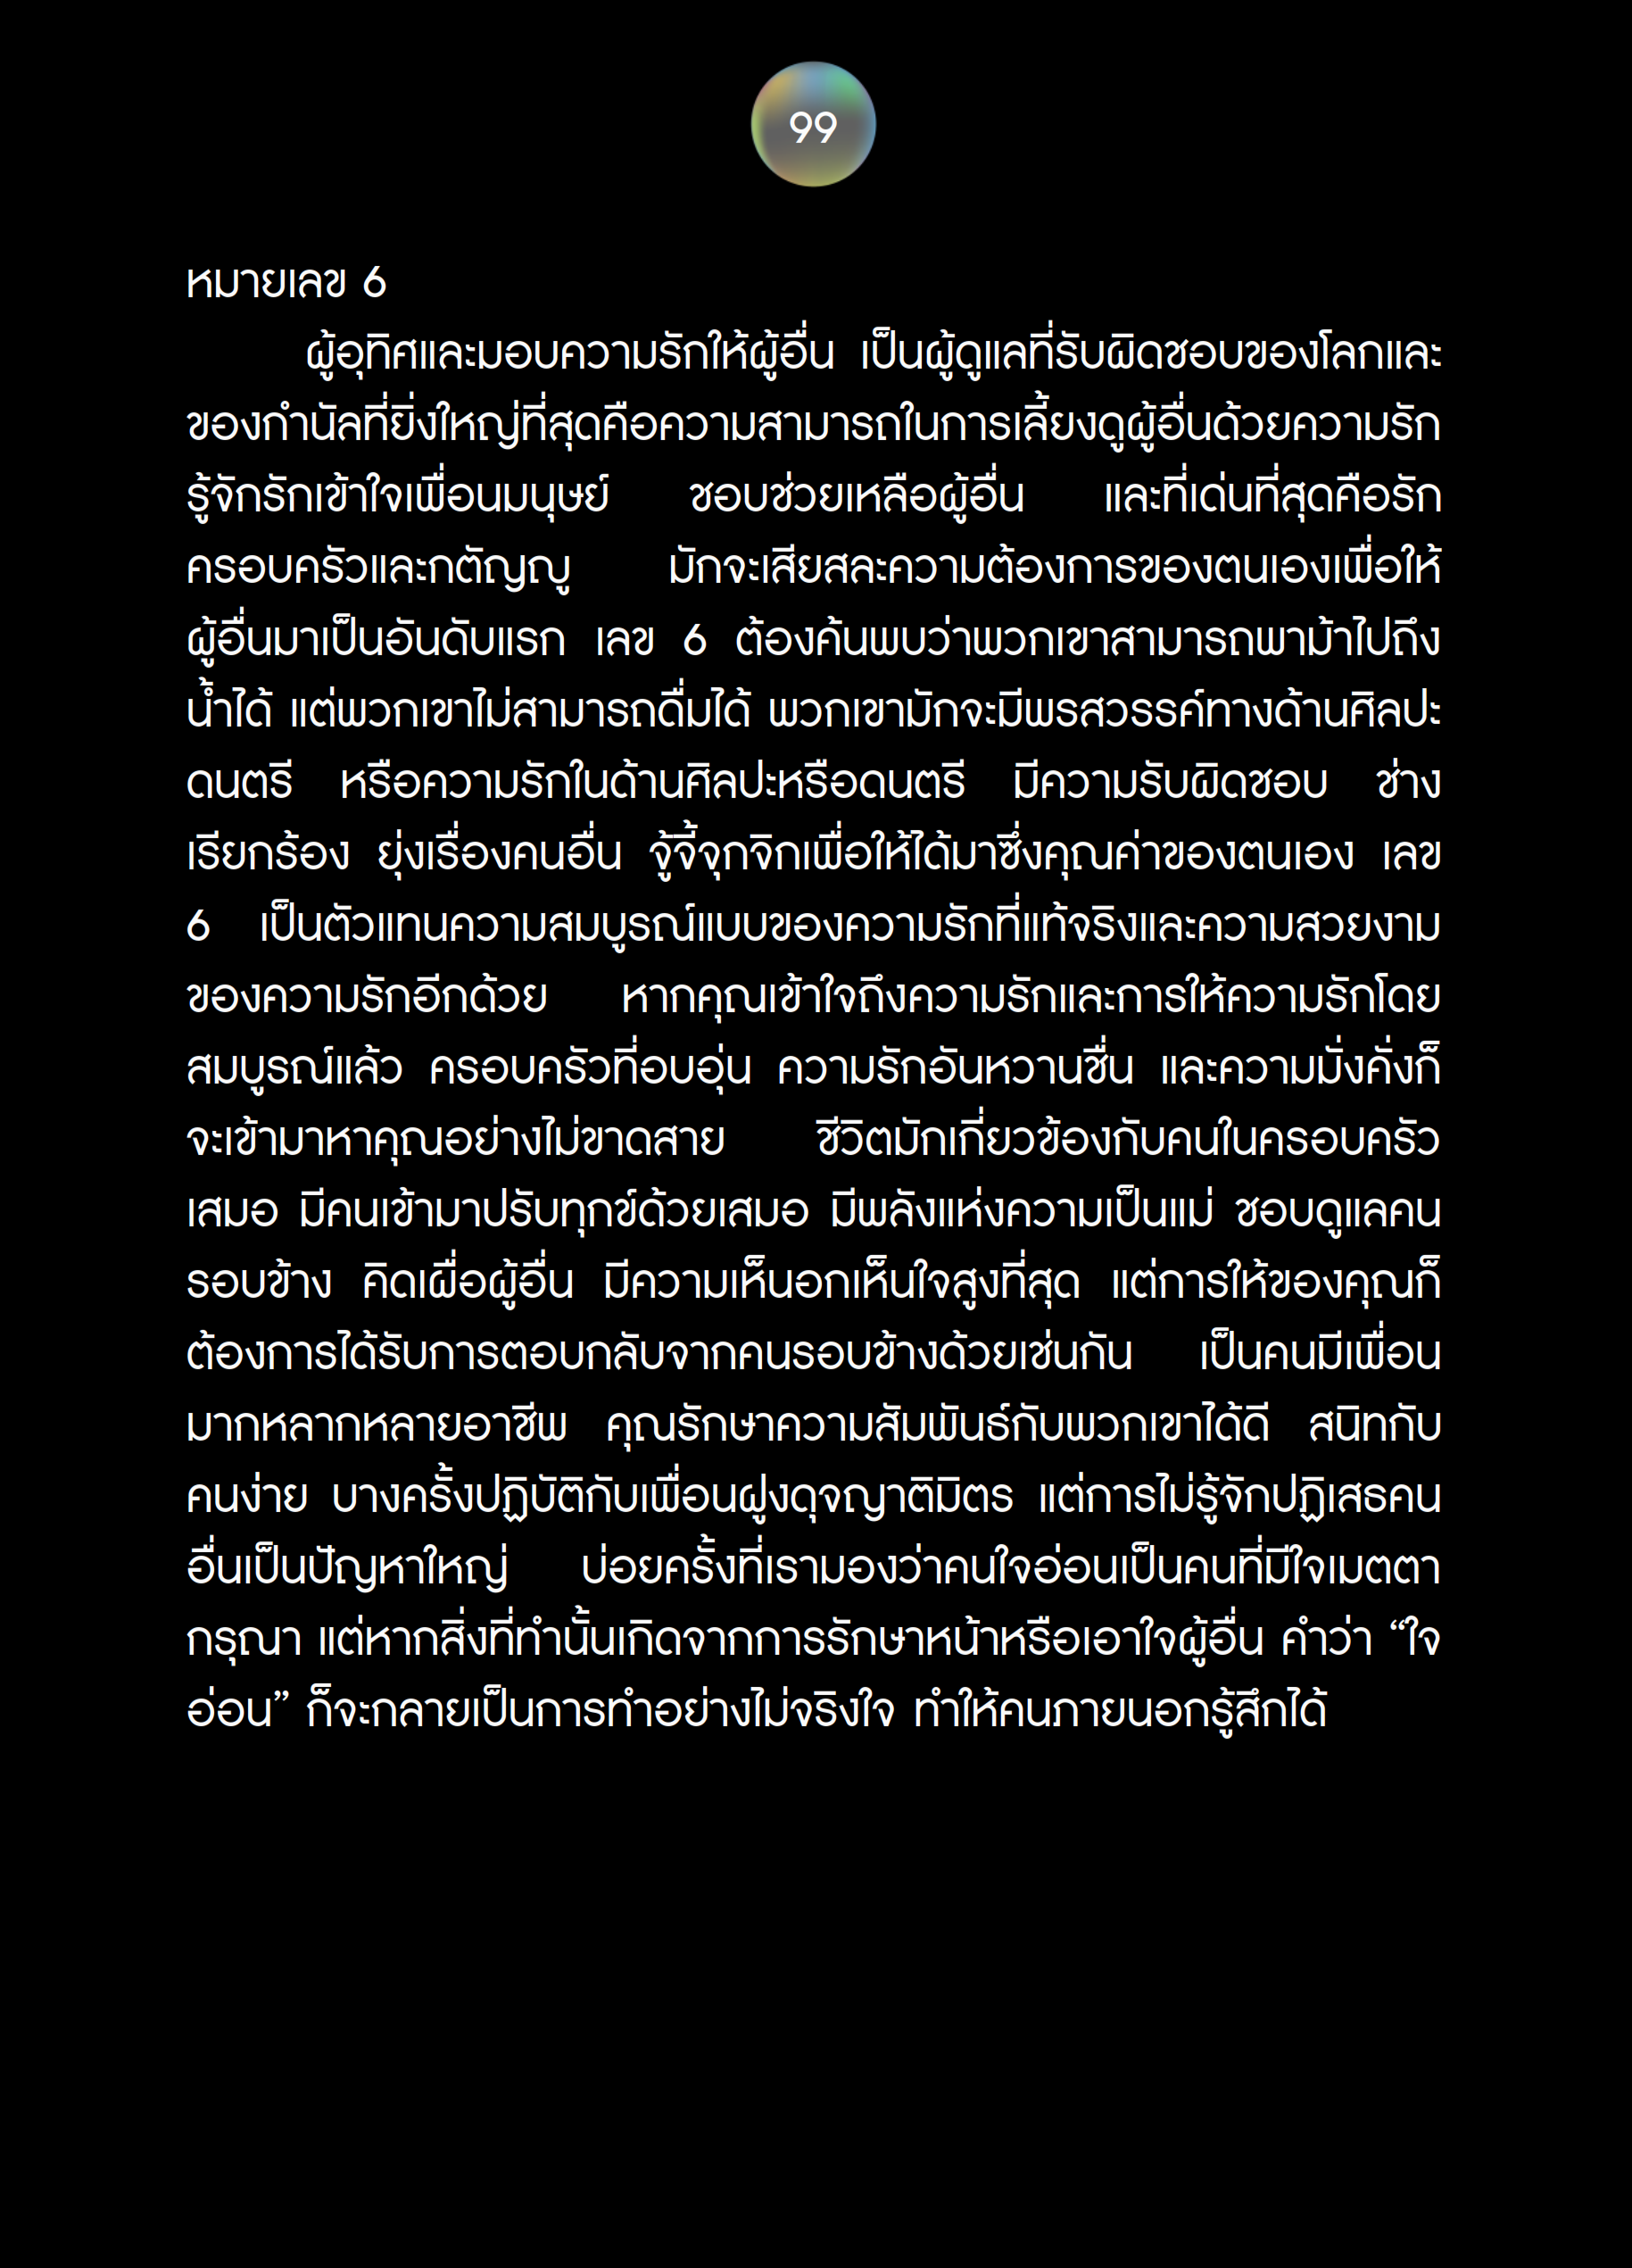 99
หมายเลข 6
ผู้อุทิศและมอบความรักให้ผู้อื่น เป็นผู้ดูแลที่รับผิดชอบของโลกและ
ของกำนัลที่ยิ่งใหญ่ที่สุดคือความสามารถในการเลี้ยงดูผู้อื่นด้วยความรัก
รู้จักรักเข้าใจเพื่อนมนุษย์ ชอบช่วยเหลือผู้อื่น และที่เด่นที่สุดคือรัก
ครอบครัวและกตัญญู มักจะเสียสละความต้องการของตนเองเพื่อให้
ผู้อื่นมาเป็นอันดับแรก เลข 6 ต้องค้นพบว่าพวกเขาสามารถพาม้าไปถึง
น้ำได้ แต่พวกเขาไม่สามารถดื่มได้ พวกเขามักจะมีพรสวรรค์ทางด้านศิลปะ
ดนตรี หรือความรักในด้านศิลปะหรือดนตรี มีความรับผิดชอบ ช่าง
เรียกร้อง ยุ่งเรื่องคนอื่น จู้จี้จุกจิกเพื่อให้ได้มาซึ่งคุณค่าของตนเอง เลข
6 เป็นตัวแทนความสมบูรณ์แบบของความรักที่แท้จริงและความสวยงาม
ของความรักอีกด้วย หากคุณเข้าใจถึงความรักและการให้ความรักโดย
สมบูรณ์แล้ว ครอบครัวที่อบอุ่น ความรักอันหวานชื่น และความมั่งคั่งก็
จะเข้ามาหาคุณอย่างไม่ขาดสาย ชีวิตมักเกี่ยวข้องกับคนในครอบครัว
เสมอ มีคนเข้ามาปรับทุกข์ด้วยเสมอ มีพลังแห่งความเป็นแม่ ชอบดูแลคน
รอบข้าง คิดเผื่อผู้อื่น มีความเห็นอกเห็นใจสูงที่สุด แต่การให้ของคุณก็
ต้องการได้รับการตอบกลับจากคนรอบข้างด้วยเช่นกัน เป็นคนมีเพื่อน
มากหลากหลายอาชีพ คุณรักษาความสัมพันธ์กับพวกเขาได้ดี สนิทกับ
คนง่าย บางครั้งปฏิบัติกับเพื่อนฝูงดุจญาติมิตร แต่การไม่รู้จักปฏิเสธคน
อื่นเป็นปัญหาใหญ่ บ่อยครั้งที่เรามองว่าคนใจอ่อนเป็นคนที่มีใจเมตตา
กรุณา แต่หากสิ่งที่ทำนั้นเกิดจากการรักษาหน้าหรือเอาใจผู้อื่น คำว่า “ใจ
อ่อน” ก็จะกลายเป็นการทำอย่างไม่จริงใจ ทำให้คนภายนอกรู้สึกได้